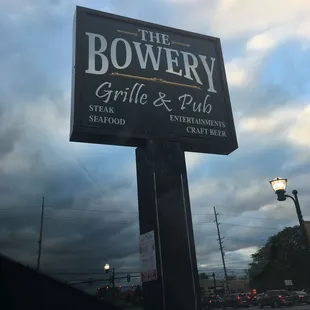 THE
BOWERY
Grille & Pub
STEAK
SEAFOOD
ENTERTAINMENTS
CRAFT BEER